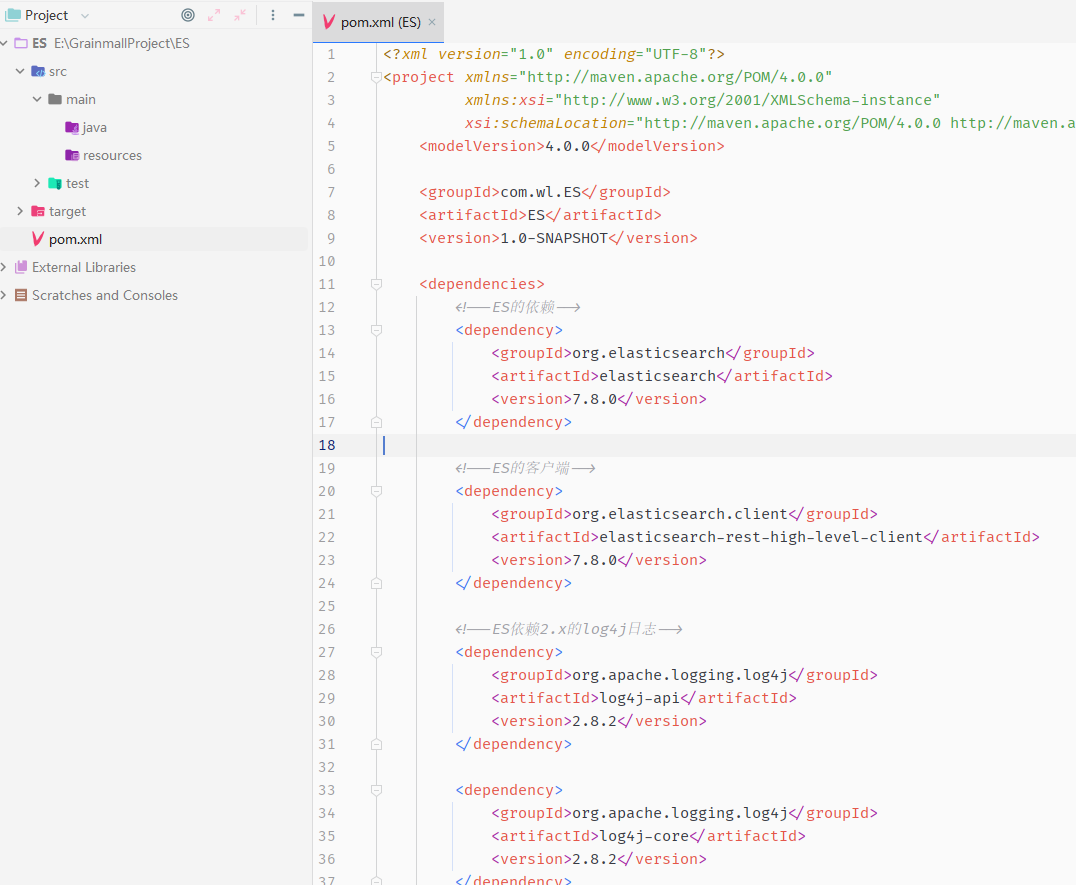 Project
ES E:\GrainmallProject\ES
src
main
java
resources
test
target
pom.xml
External Libraries
Scratches and Consoles
pom.xml (ES)
1 <?xml version="1.0" encoding="UTF-8"?>
2 <project xmlns="http://maven.apache.org/POM/4.0.0"
3 xmlns:xsi="http://www.w3.org/2001/XMLSchema-instance"
4 xsi:schemaLocation="http://maven.apache.org/POM/4.0.0 http://maven.a
5 <modelVersion>4.0.0</modelVersion>
6
7 <groupId>com.wl.ES</groupId>
8 <artifactId>ES</artifactId>
9 <version>1.0-SNAPSHOT</version>
10
11 <dependencies>
12 <!--ES的依赖-->
13 <dependency>
14 <groupId>org.elasticsearch</groupId>
15 <artifactId>elasticsearch</artifactId>
16 <version>7.8.0</version>
17 </dependency>
18
19 <!--ES的客户端-->
20 <dependency>
21 <groupId>org.elasticsearch.client</groupId>
22 <artifactId>elasticsearch-rest-high-level-client</artifactId>
23 <version>7.8.0</version>
24 </dependency>
25
26 <!--ES依赖2.x的log4j日志-->
27 <dependency>
28 <groupId>org.apache.logging.log4j</groupId>
29 <artifactId>log4j-api</artifactId>
30 <version>2.8.2</version>
31 </dependency>
32
33 <dependency>
34 <groupId>org.apache.logging.log4j</groupId>
35 <artifactId>log4j-core</artifactId>
36 <version>2.8.2</version>
37 </dependency>